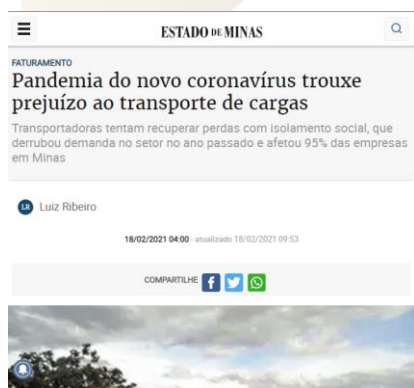 ESTADO DE MINAS
FATURAMENTO
Pandemia do novo coronavírus trouxe
prejuízo ao transporte de cargas
Transportadoras tentam recuperar perdas com isolamento social, que
derrubou demanda no setor no ano passado e afetou 95% das empresas
em Minas
LR Luiz Ribeiro
18/02/2021 04:00 - atualizado 18/02/2021 09:53
COMPARTILHE